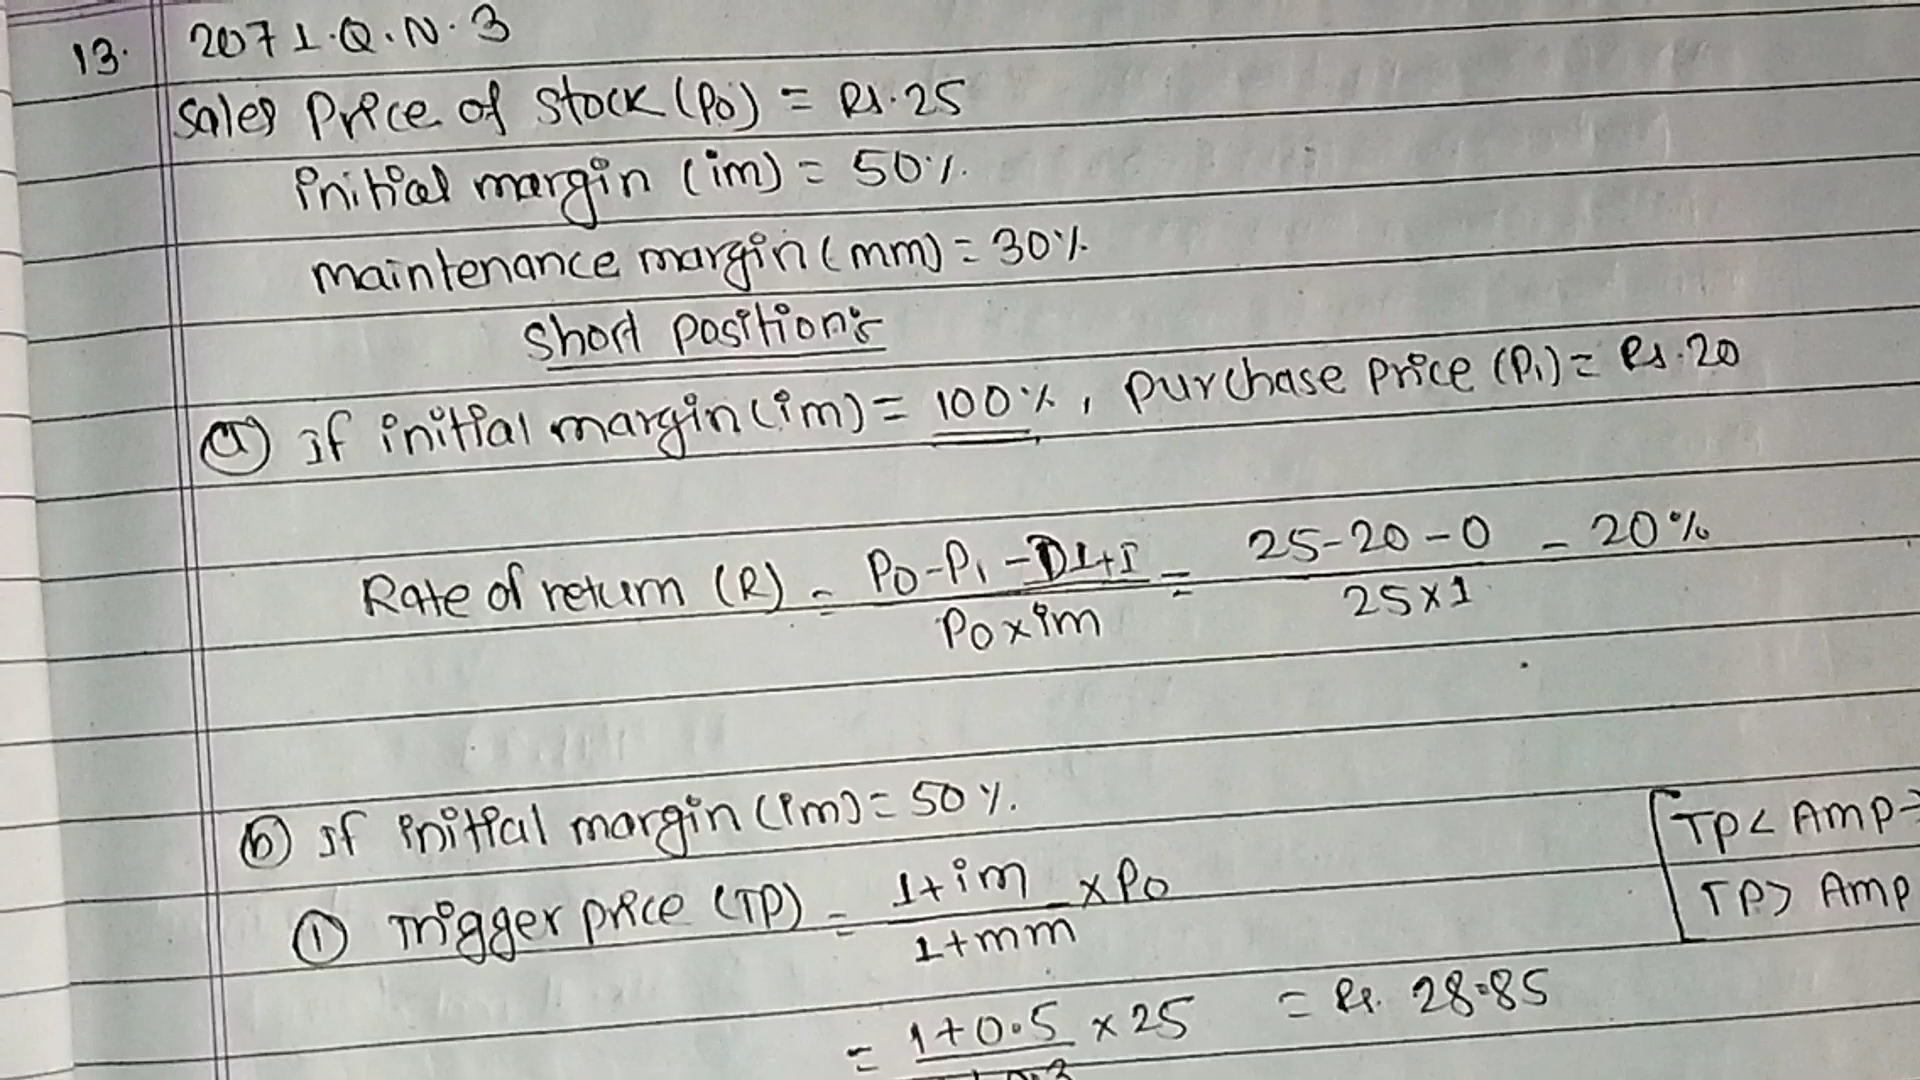 13. 2071.Q.N.3
Sales Price of Stock (P0) = Rs.25
initial margin (im) = 50%.
maintenance margin (mm) = 30%
Short position:
(a) If initial margin (im) = 100%, Purchase price (P1) = Rs.20
Rate of return (R) = P0-P1-D1+I / P0×im = 25-20-0 / 25×1 = 20%
(b) If initial margin (im) = 50%.
(1) Trigger price (TP) = 1+im / 1+mm × P0
[TP< AMP→
TP> AMP
= 1+0.5 / 1+0.3 × 25 = Rs. 28.85